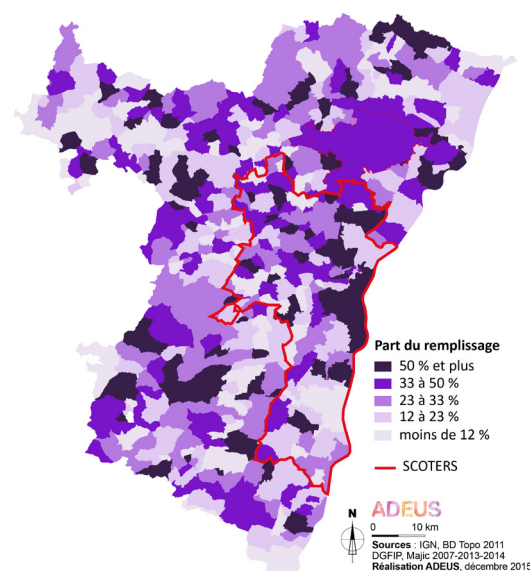 Part du remplissage
50 % et plus
33 à 50 %
23 à 33 %
12 à 23 %
moins de 12 %
SCOTERS
N
ADEUS
0 10 km
Sources : IGN, BD Topo 2011
DGFIP, Majic 2007-2013-2014
Réalisation ADEUS, décembre 2015